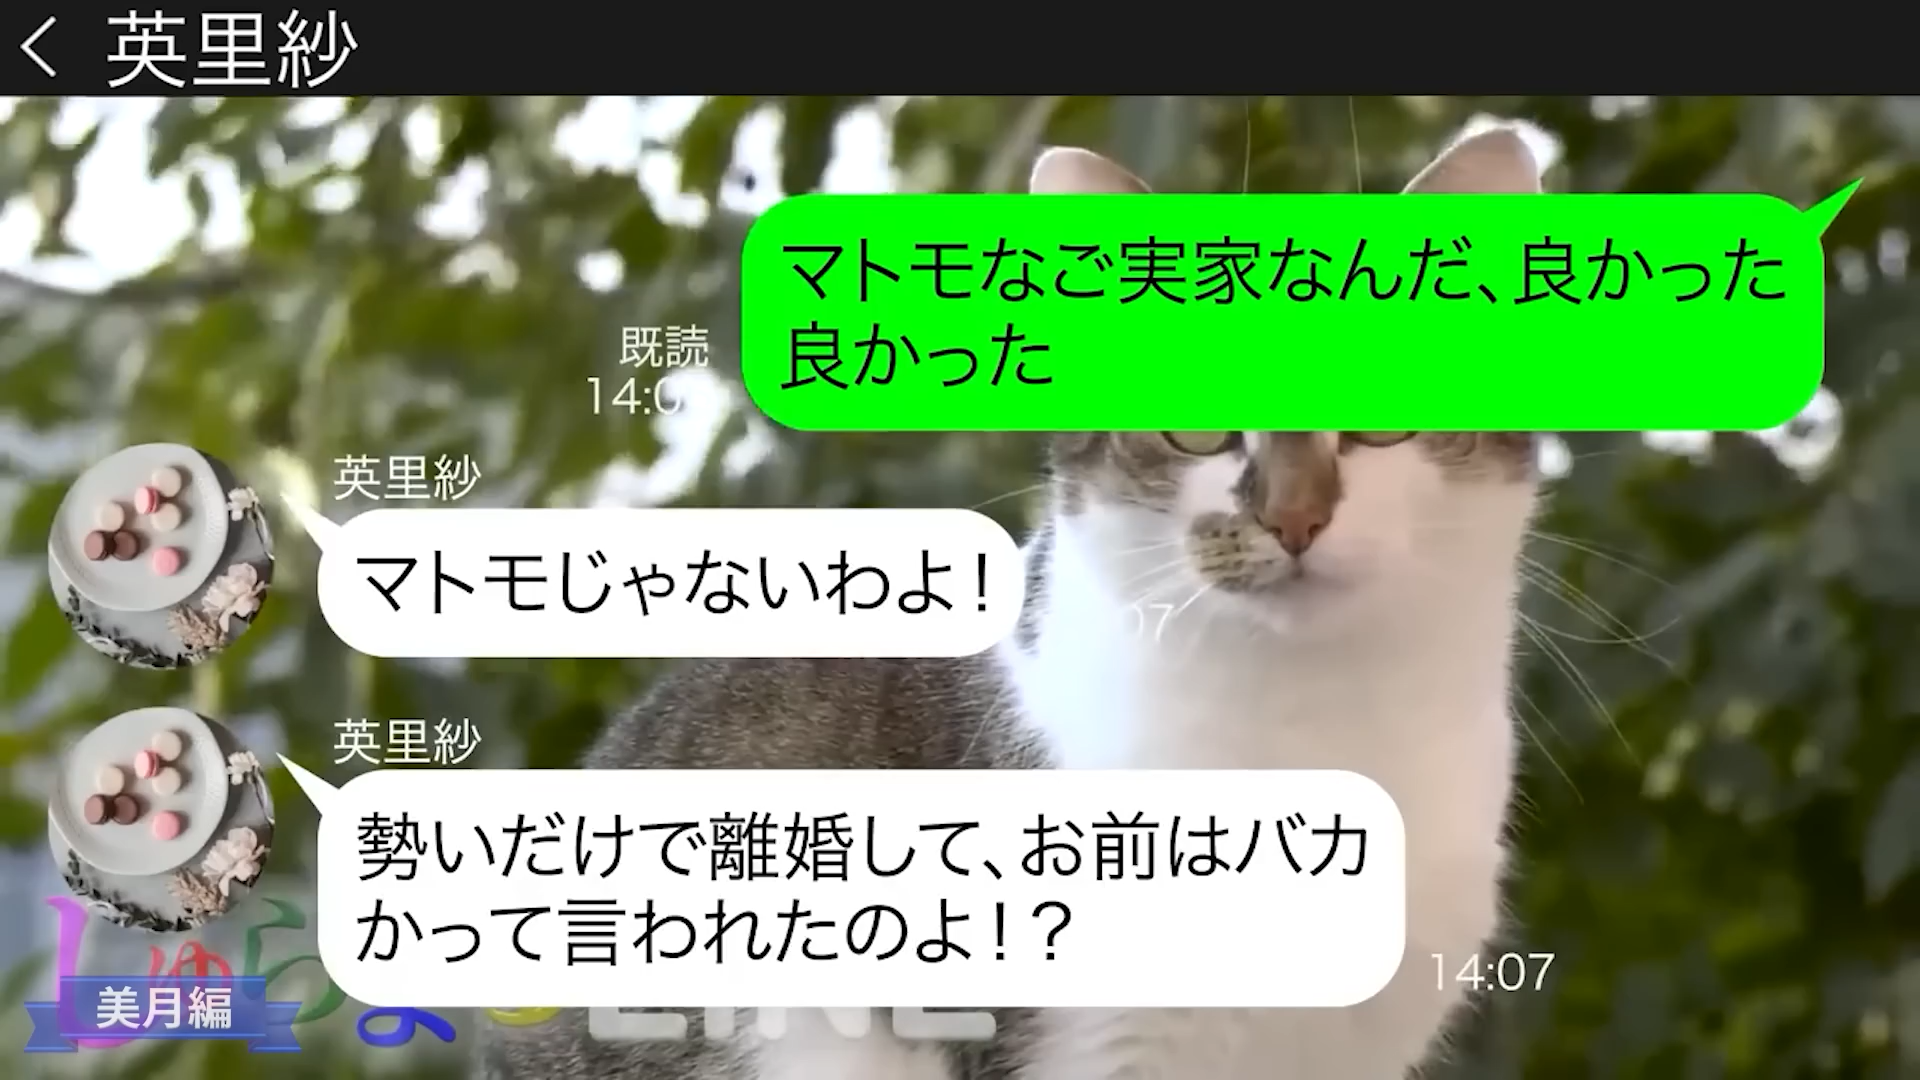 英里紗
マトモなご実家なんだ、良かった
良かった
既読
英里紗
マトモじゃないわよ！
英里紗
勢いだけで離婚して、お前はバカ
かって言われたのよ！？
14:07
美月編